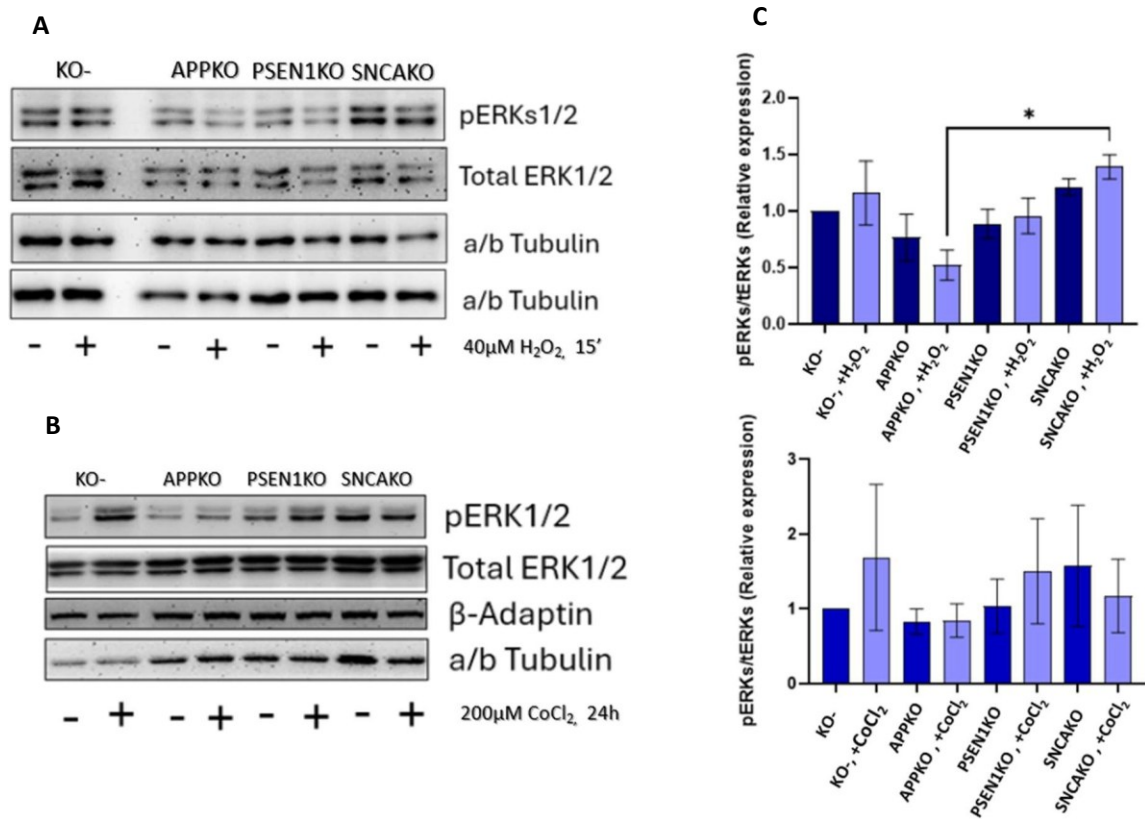 A
KO- APPKO PSEN1KO SNCAKO
pERKs1/2
Total ERK1/2
a/b Tubulin
a/b Tubulin
- + - + - + - + 40μM H₂O₂, 15’
B
KO- APPKO PSEN1KO SNCAKO
pERK1/2
Total ERK1/2
β-Adaptin
a/b Tubulin
- + - + - + - + 200μM CoCl₂, 24h
C
pERKs/tERKs (Relative expression)
2.0
1.5
1.0
0.5
0.0
*
KO-
KO-, +H₂O₂
APPKO
APPKO, +H₂O₂
PSEN1KO
PSEN1KO, +H₂O₂
SNCAKO
SNCAKO, +H₂O₂
pERKs/tERKs (Relative expression)
3
2
1
0
KO-
KO-, +CoCl₂
APPKO
APPKO, +CoCl₂
PSEN1KO
PSEN1KO, +CoCl₂
SNCAKO
SNCAKO, +CoCl₂